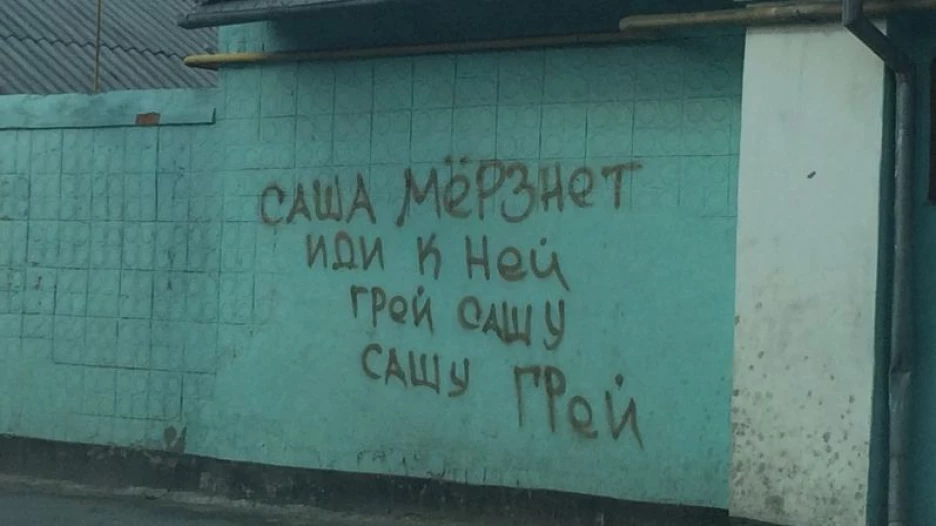 САША МЁРЗНЕТ
ИДИ К НЕЙ
ГРЕЙ САШУ
САШУ ГРЕЙ